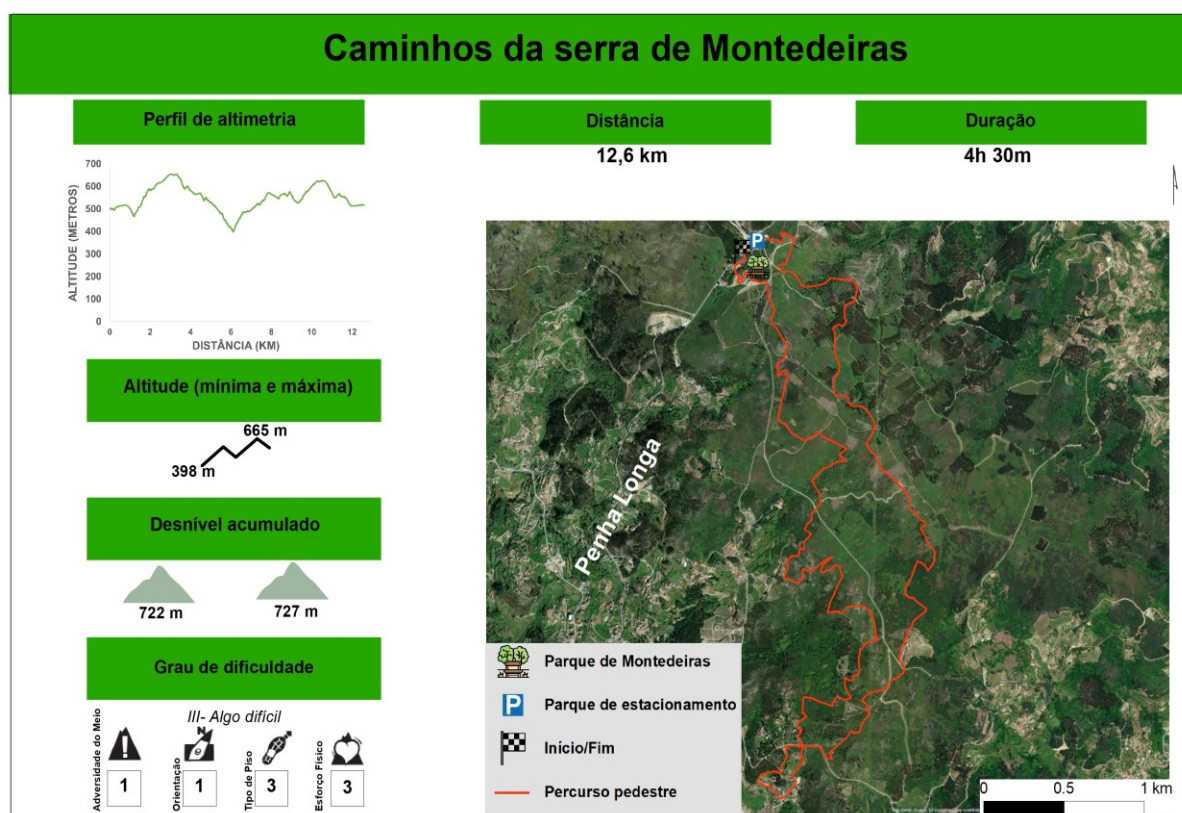 Caminhos da serra de Montedeiras
Perfil de altimetria
Distância
Duração
12,6 km
4h 30m
ALTITUDE (METROS)
700
600
500
400
300
200
100
0
0 2 4 6 8 10 12
DISTÂNCIA (KM)
Altitude (mínima e máxima)
665 m
398 m
Desnível acumulado
722 m
727 m
Grau de dificuldade
III- Algo difícil
Adversidade do Meio
1
Orientação
N
1
Tipo de Piso
3
Esforço Físico
3
P
Penha Longa
Parque de Montedeiras
P
Parque de estacionamento
Início/Fim
Percurso pedestre
0 0.5 1 km